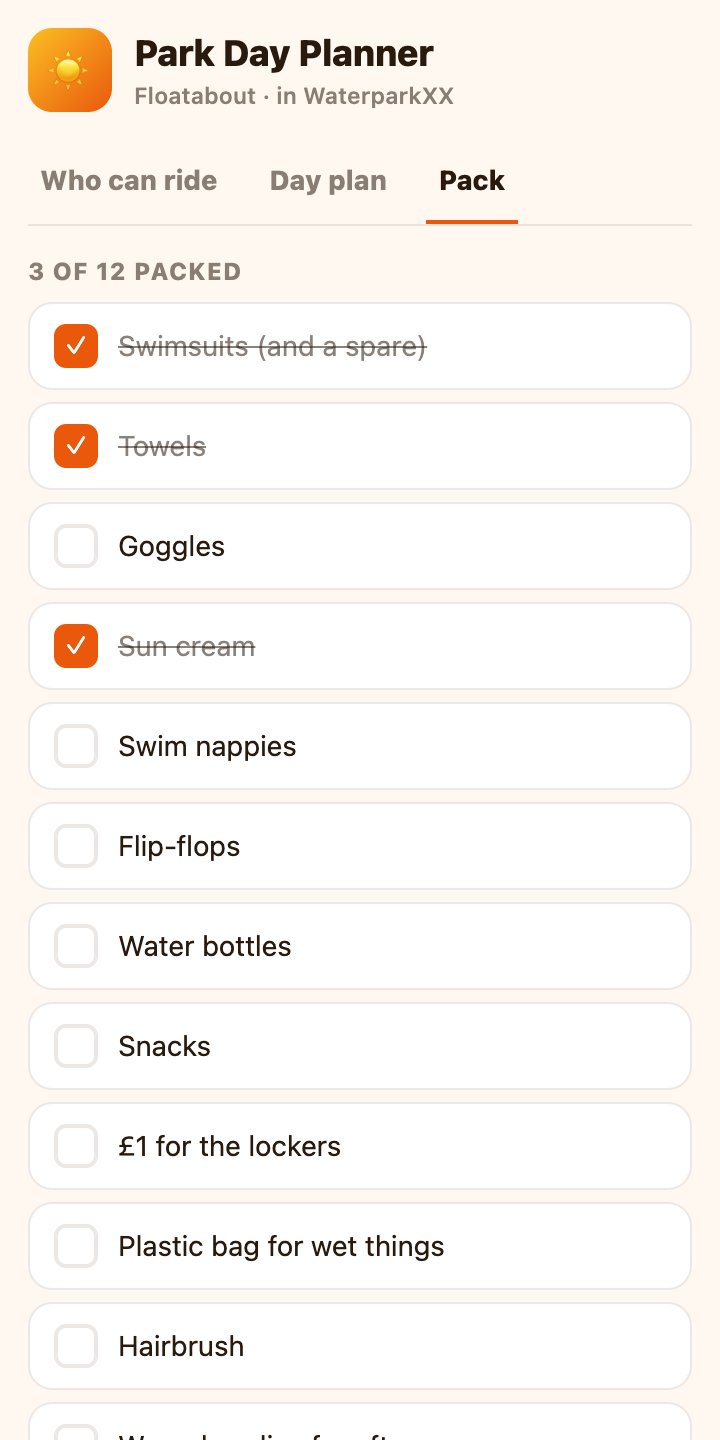 Park Day Planner
Floatabout · in WaterparkXX
Who can ride Day plan Pack
3 OF 12 PACKED
Swimsuits (and a spare)
Towels
Goggles
Sun cream
Swim nappies
Flip-flops
Water bottles
Snacks
£1 for the lockers
Plastic bag for wet things
Hairbrush